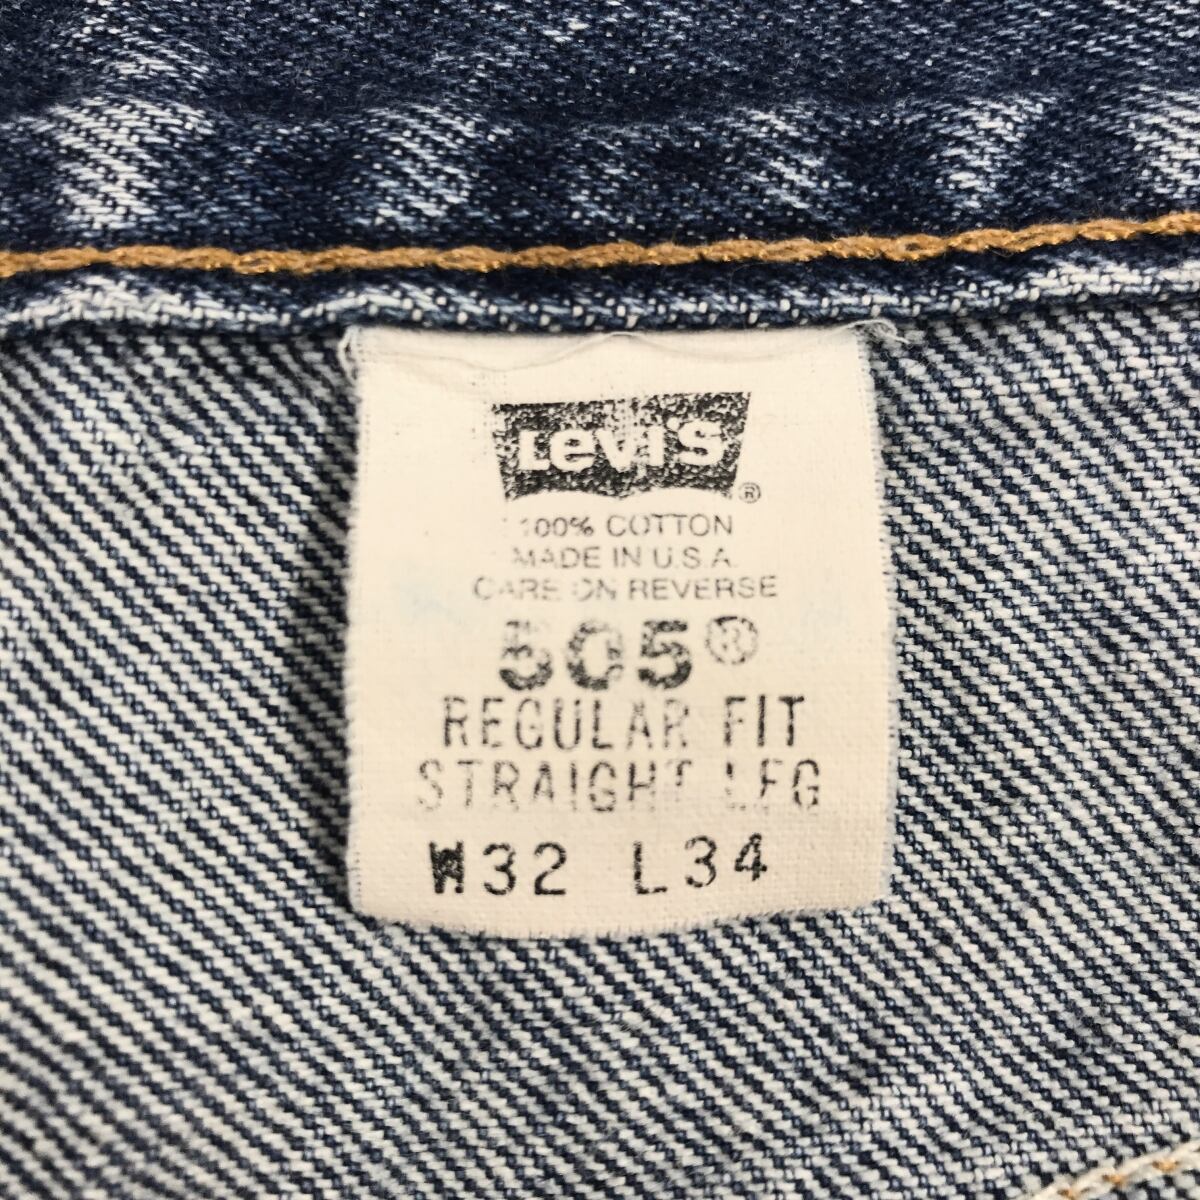 Levi's ®
100% COTTON
MADE IN U.S.A.
CARE ON REVERSE
505®
REGULAR FIT
STRAIGHT LEG
W32 L34